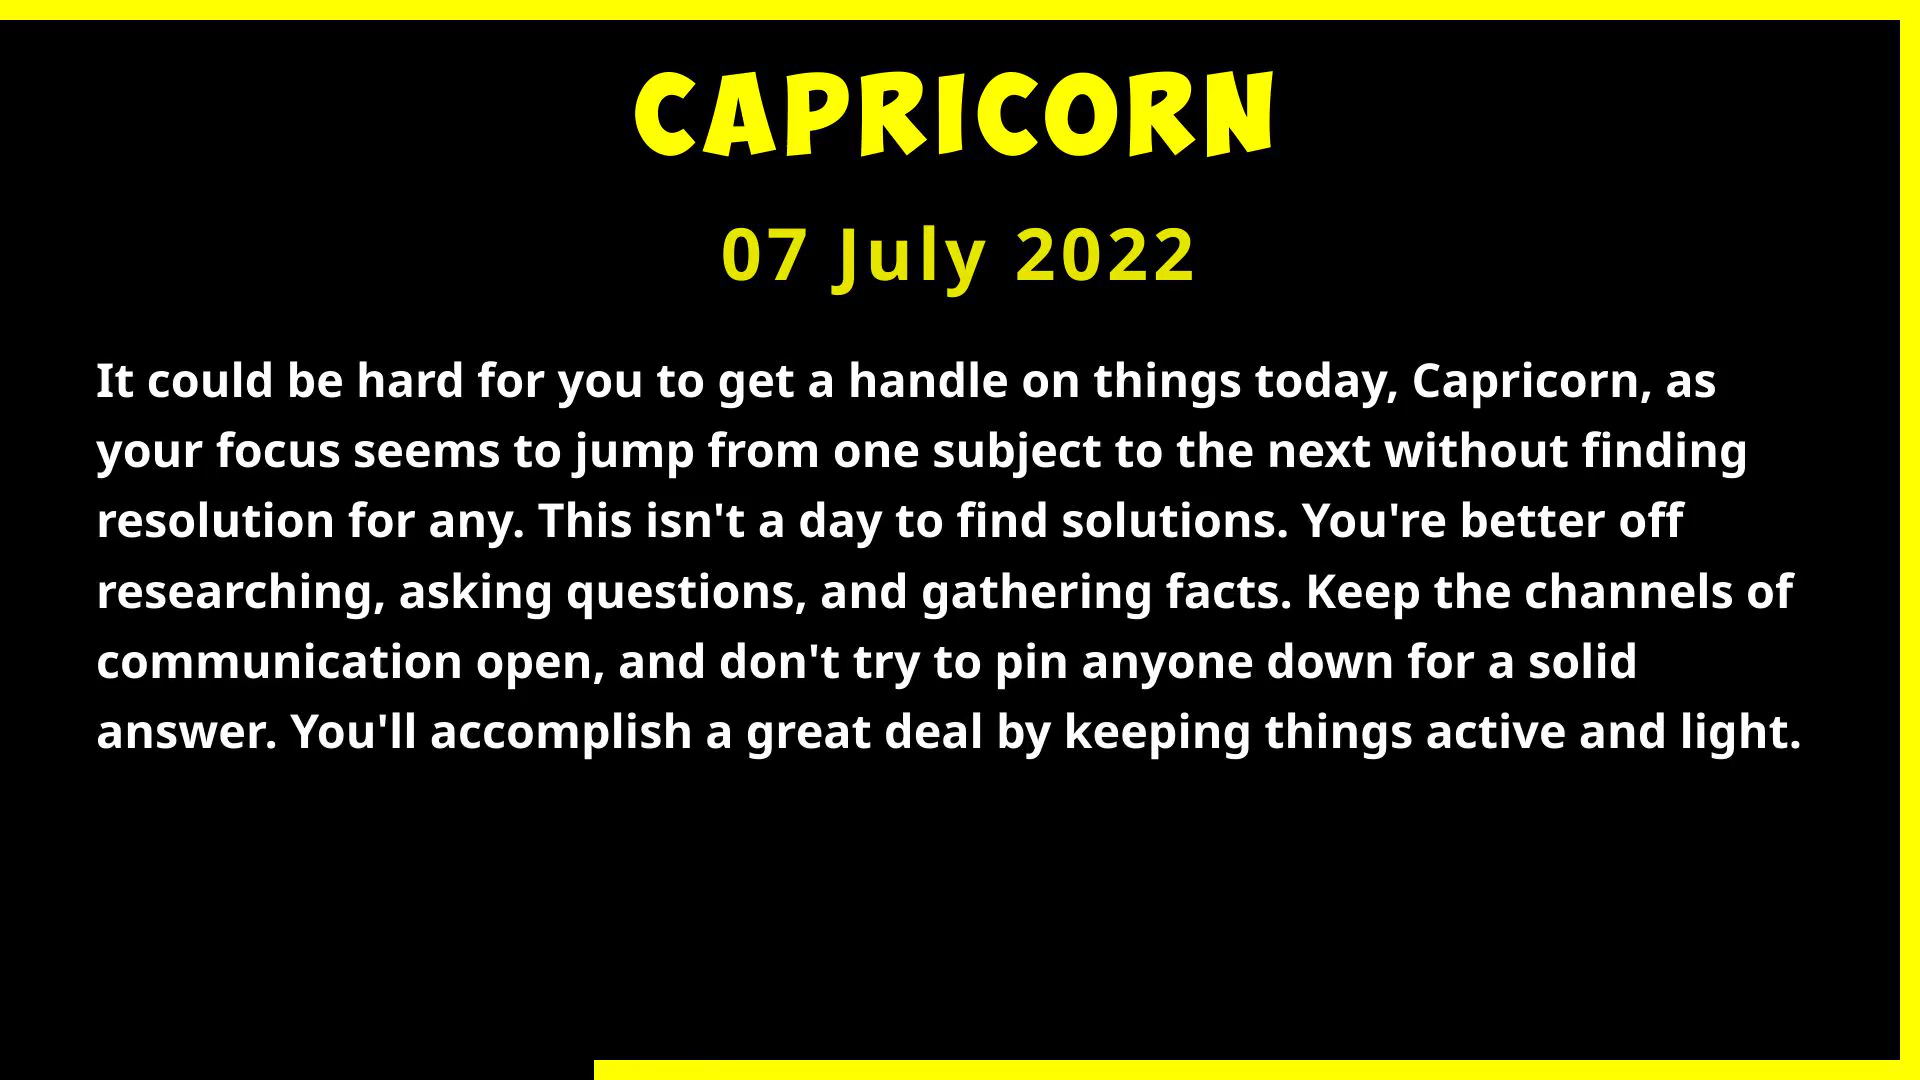 CAPRICORN
07 July 2022
It could be hard for you to get a handle on things today, Capricorn, as
your focus seems to jump from one subject to the next without finding
resolution for any. This isn't a day to find solutions. You're better off
researching, asking questions, and gathering facts. Keep the channels of
communication open, and don't try to pin anyone down for a solid
answer. You'll accomplish a great deal by keeping things active and light.